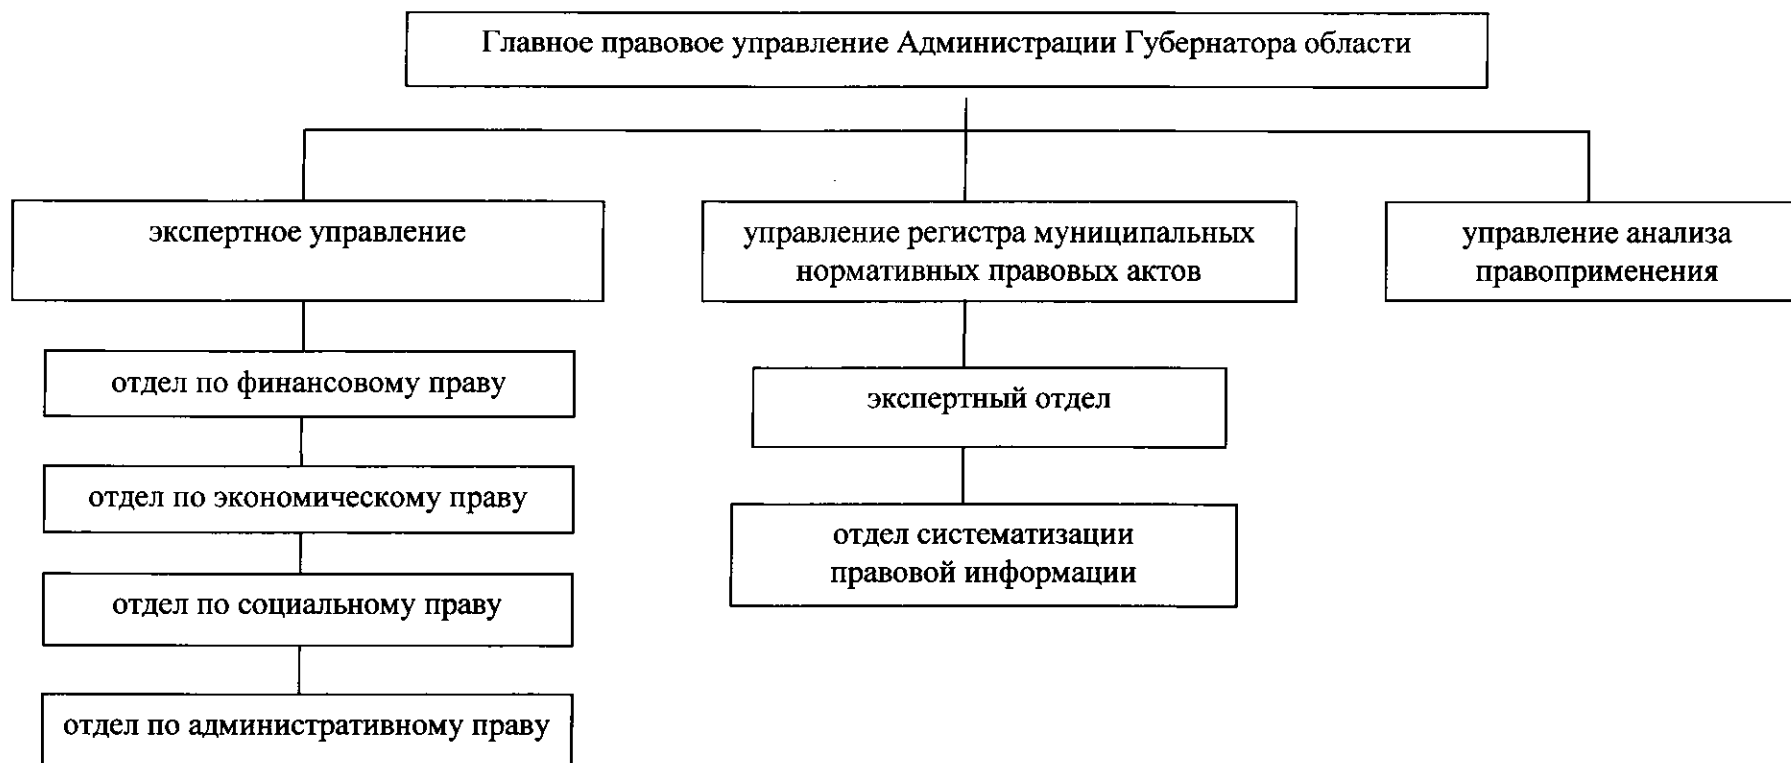 Главное правовое управление Администрации Губернатора области
экспертное управление
отдел по финансовому праву
отдел по экономическому праву
отдел по социальному праву
отдел по административному праву
управление регистра муниципальных
нормативных правовых актов
экспертный отдел
отдел систематизации
правовой информации
управление анализа
правоприменения